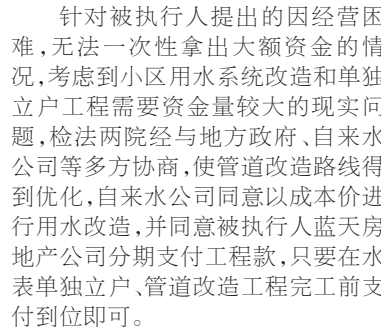 针对被执行人提出的因经营困
难,无法一次性拿出大额资金的情
况,考虑到小区用水系统改造和单独
立户工程需要资金量较大的现实问
题,检法两院经与地方政府、自来水
公司等多方协商,使管道改造路线得
到优化,自来水公司同意以成本价进
行用水改造,并同意被执行人蓝天房
地产公司分期支付工程款,只要在水
表单独立户、管道改造工程完工前支
付到位即可。